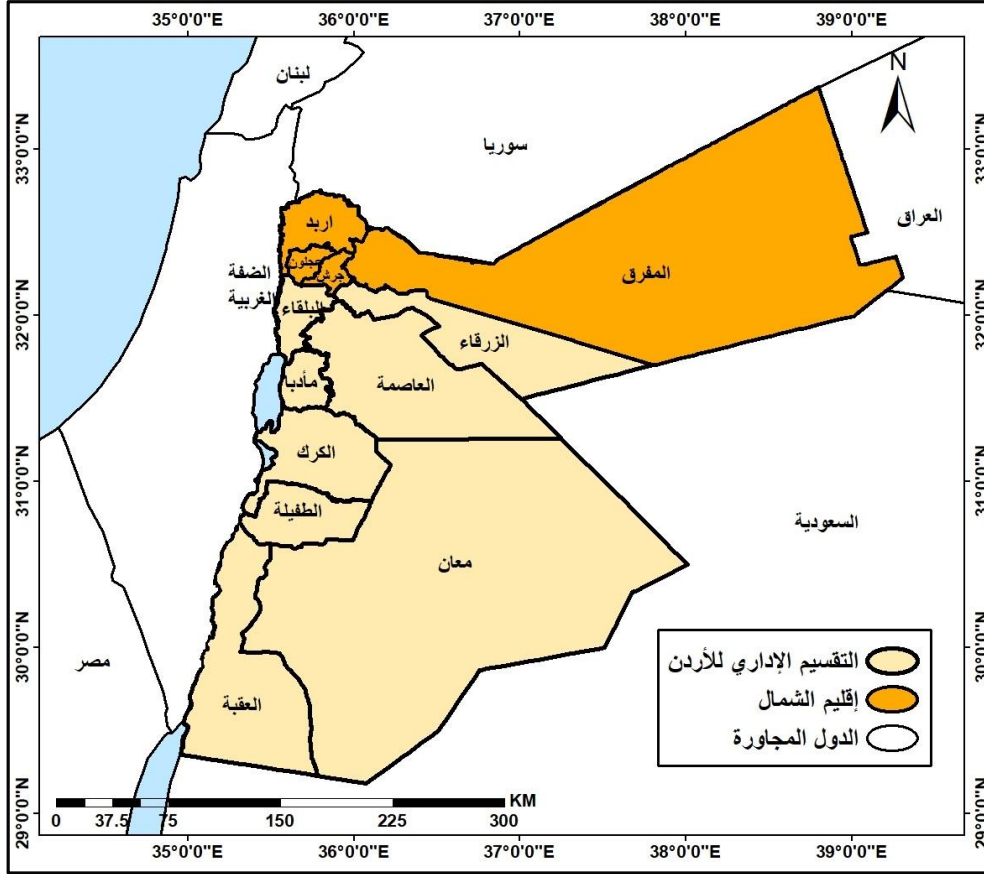 35°0'0"E 36°0'0"E 37°0'0"E 38°0'0"E 39°0'0"E
N
لبنان
سوريا
33°0'0"N 33°0'0"N
العراق
اربد
عجلون
جرش
المفرق
الضفة
الغربية
البلقاء
32°0'0"N 32°0'0"N
الزرقاء
مأدبا
العاصمة
الكرك
31°0'0"N 31°0'0"N
الطفيلة
السعودية
معان
مصر
30°0'0"N 30°0'0"N
العقبة
التقسيم الإداري للأردن
إقليم الشمال
الدول المجاورة
KM
0 37.5 75 150 225 300
29°0'0"N 29°0'0"N
35°0'0"E 36°0'0"E 37°0'0"E 38°0'0"E 39°0'0"E